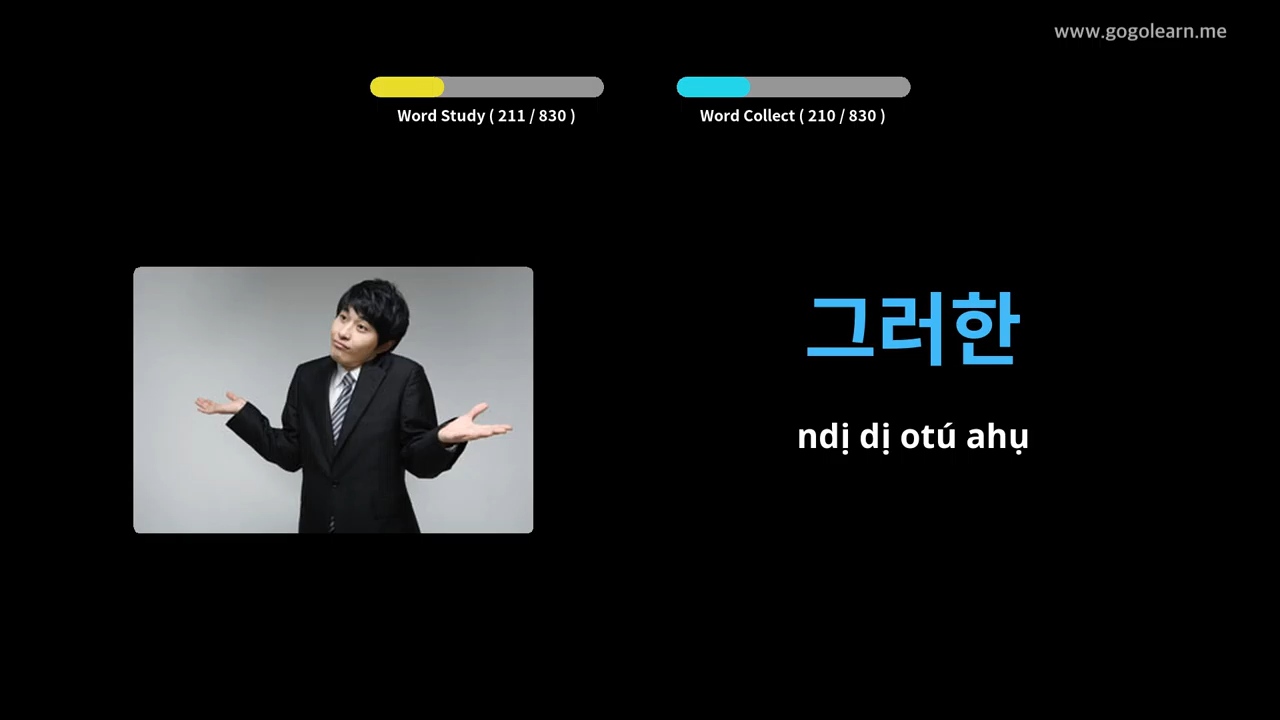 www.gogolearn.me
Word Study ( 211 / 830 )
Word Collect ( 210 / 830 )
그러한
ndị dị otú ahụ